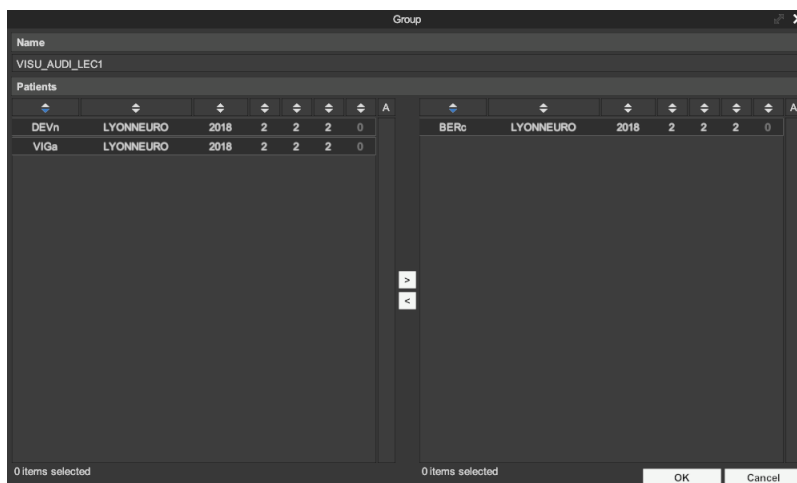 Group
Name
VISU_AUDI_LEC1
Patients
A
A
DEVn LYONNEURO 2018 2 2 2 0
VIGa LYONNEURO 2018 2 2 2 0
BERc LYONNEURO 2018 2 2 2 0
>
<
0 items selected
0 items selected
OK
Cancel